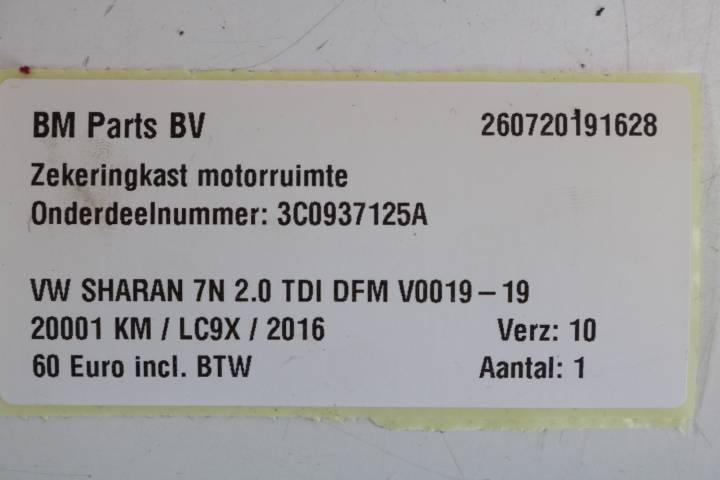 BM Parts BV 260720191628
Zekeringkast motorruimte
Onderdeelnummer: 3C0937125A
VW SHARAN 7N 2.0 TDI DFM V0019-19
20001 KM / LC9X / 2016 Verz: 10
60 Euro incl. BTW Aantal: 1